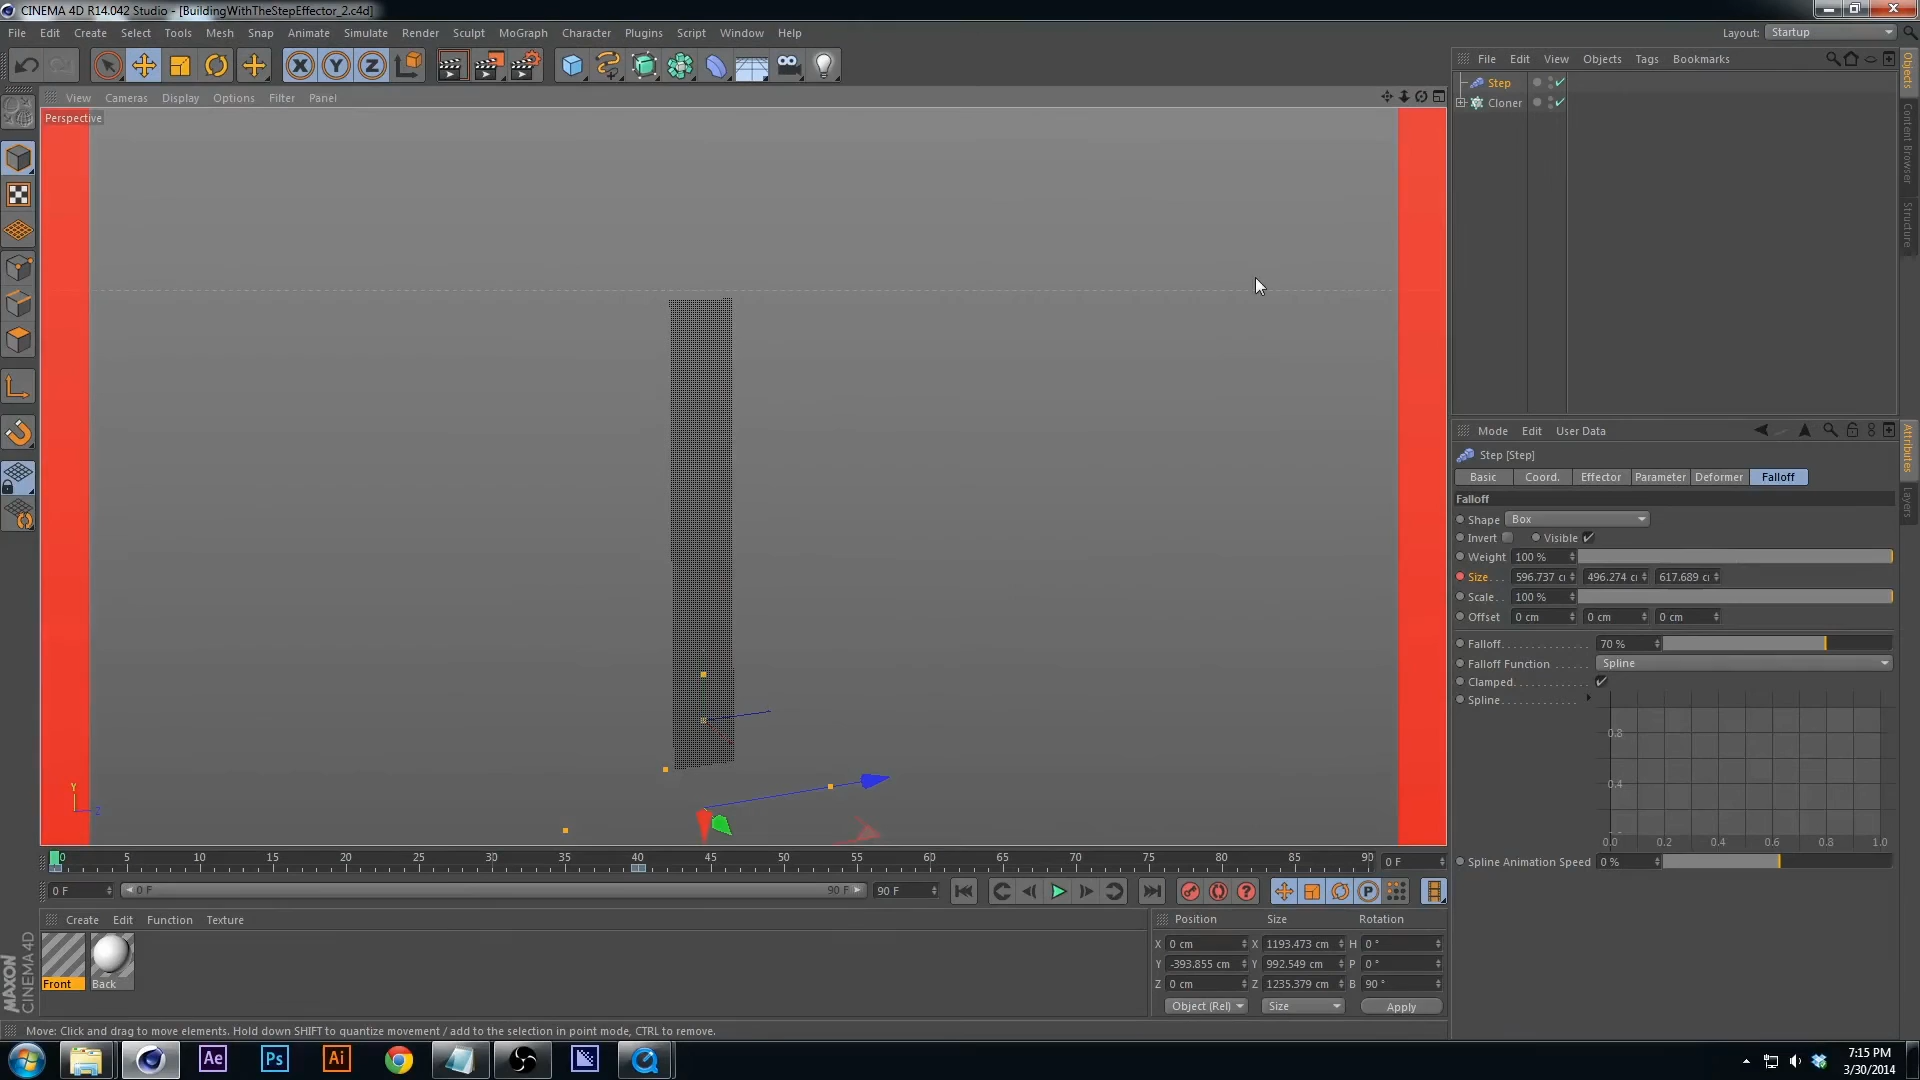 CINEMA 4D R14.042 Studio - [BuildingWithTheStepEffector_2.c4d]
File Edit Create Select Tools Mesh Snap Animate Simulate Render Sculpt MoGraph Character Plugins Script Window Help
Layout: Startup
File Edit View Objects Tags Bookmarks
View Cameras Display Options Filter Panel
Perspective
Step
Cloner
Objects
Content Browser
Structure
Mode Edit User Data
Step [Step]
Basic Coord. Effector Parameter Deformer Falloff
Falloff
Shape Box
Invert Visible
Weight 100 %
Size... 596.737 c 496.274 c 617.689 c
Scale.. 100 %
Offset 0 cm 0 cm 0 cm
Falloff............... 70 %
Falloff Function ...... Spline
Clamped.............
Spline..............
0.8
0.4
0.0 0.2 0.4 0.6 0.8 1.0
Spline Animation Speed 0 %
Attributes
Layers
Y
Z
0 5 10 15 20 25 30 35 40 45 50 55 60 65 70 75 80 85 90 0 F
0 F 0 F 90 F 90 F
Create Edit Function Texture
Front Back
MAXON
CINEMA 4D
Position Size Rotation
X 0 cm X 1193.473 cm H 0 °
Y -393.855 cm Y 992.549 cm P 0 °
Z 0 cm Z 1235.379 cm B 90 °
Object (Rel) Size Apply
Move: Click and drag to move elements. Hold down SHIFT to quantize movement / add to the selection in point mode, CTRL to remove.
Ae Ps Ai
7:15 PM
3/30/2014